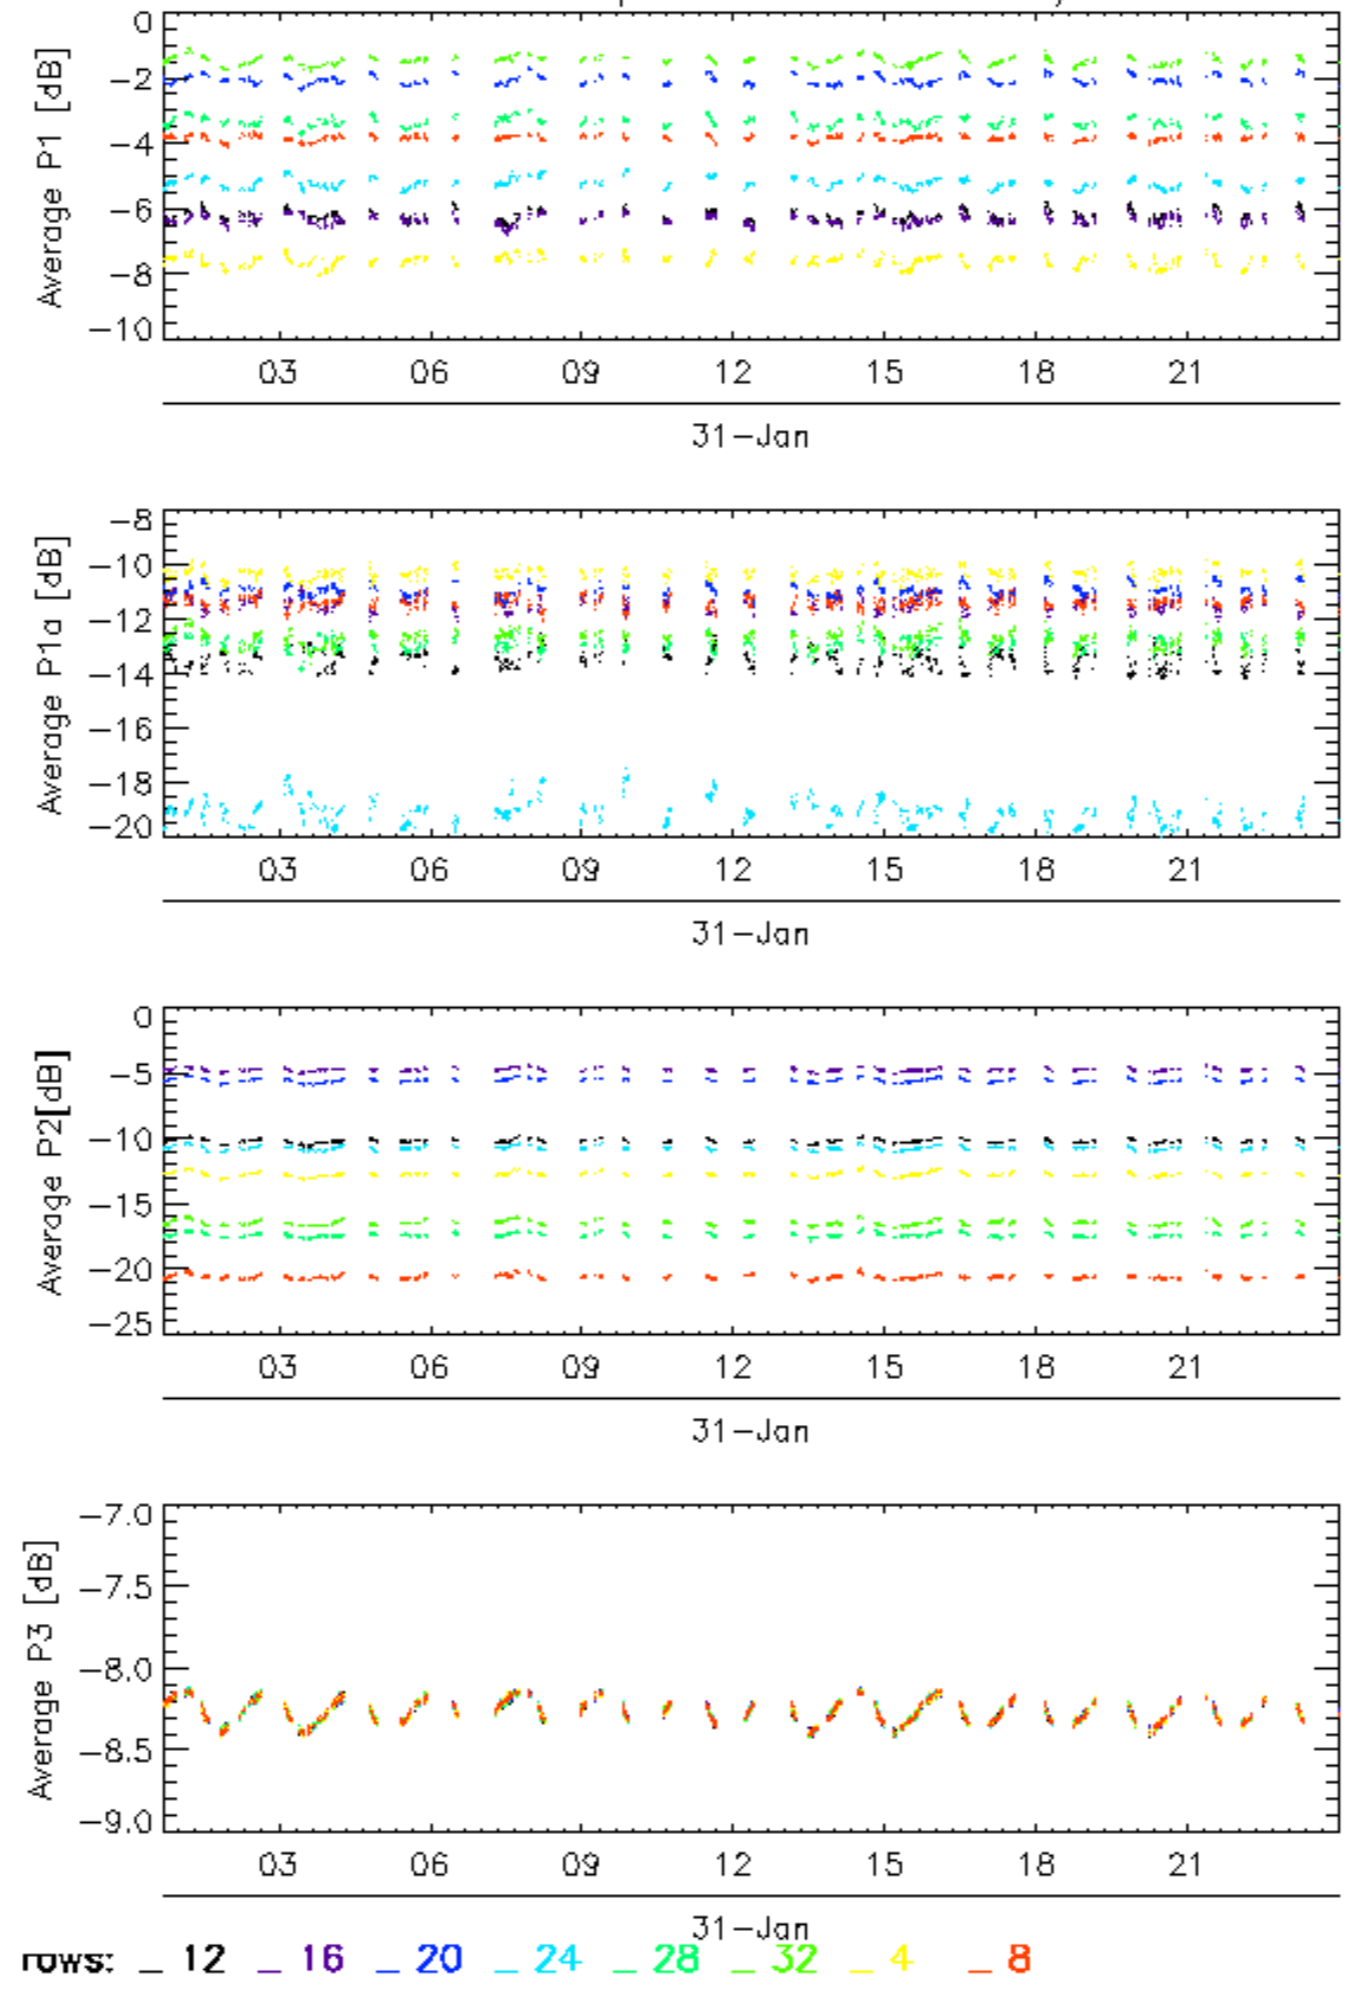 0
−2
−4
−6
−8
−10
Average P1 [dB]
03 06 09 12 15 18 21
31−Jan
−8
−10
−12
−14
−16
−18
−20
Average P1a [dB]
03 06 09 12 15 18 21
31−Jan
0
−5
−10
−15
−20
−25
Average P2[dB]
03 06 09 12 15 18 21
31−Jan
−7.0
−7.5
−8.0
−8.5
−9.0
Average P3 [dB]
03 06 09 12 15 18 21
31−Jan
rows: _ 12 _ 16 _ 20 _ 24 _ 28 _ 32 _ 4 _ 8